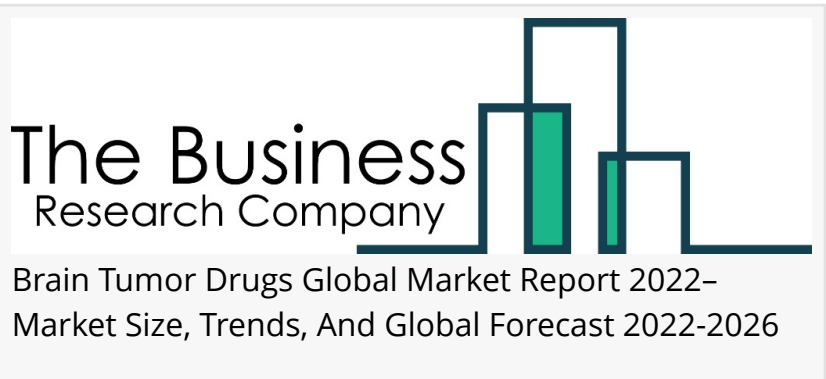 The Business
Research Company
Brain Tumor Drugs Global Market Report 2022–
Market Size, Trends, And Global Forecast 2022-2026